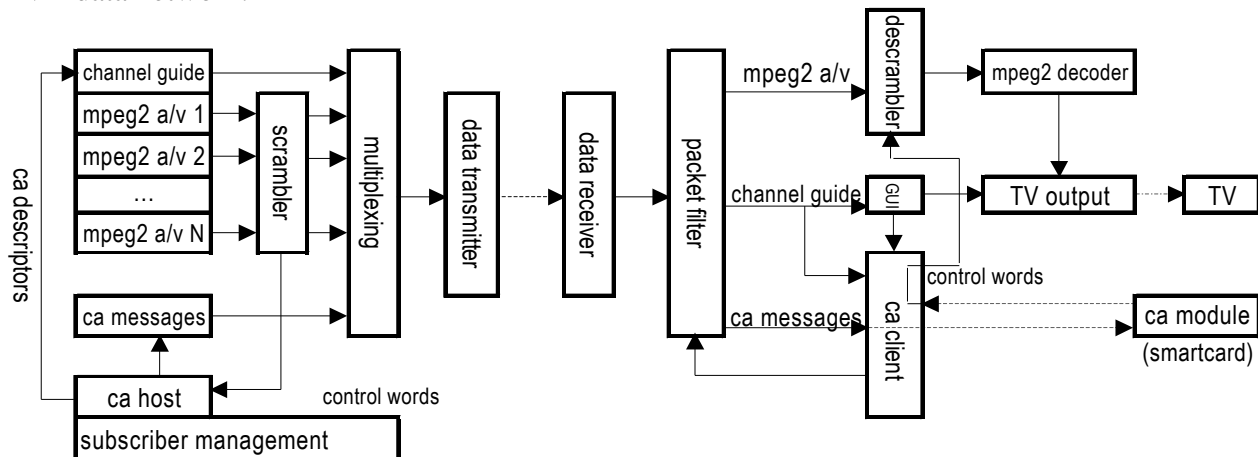 channel guide
mpeg2 a/v 1
mpeg2 a/v 2
...
mpeg2 a/v N
scrambler
multiplexing
data transmitter
data receiver
packet filter
ca descriptors
ca messages
ca host
control words
subscriber management
mpeg2 a/v
descrambler
mpeg2 decoder
channel guide
GUI
TV output
TV
control words
ca messages
ca client
ca module
(smartcard)